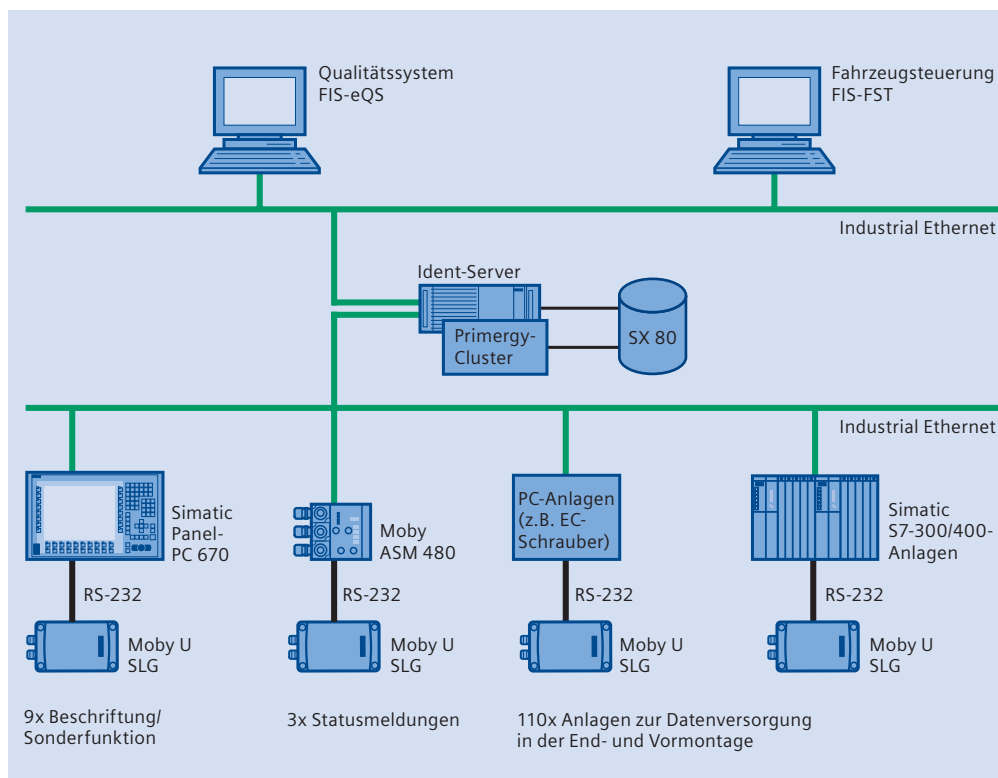 Qualitätssystem
FIS-eQS
Fahrzeugsteuerung
FIS-FST
Industrial Ethernet
Ident-Server
Primergy-
Cluster
SX 80
Industrial Ethernet
Simatic
Panel-
PC 670
Moby
ASM 480
PC-Anlagen
(z.B. EC-
Schrauber)
Simatic
S7-300/400-
Anlagen
RS-232
RS-232
RS-232
RS-232
Moby U
SLG
Moby U
SLG
Moby U
SLG
Moby U
SLG
9x Beschriftung/
Sonderfunktion
3x Statusmeldungen
110x Anlagen zur Datenversorgung
in der End- und Vormontage